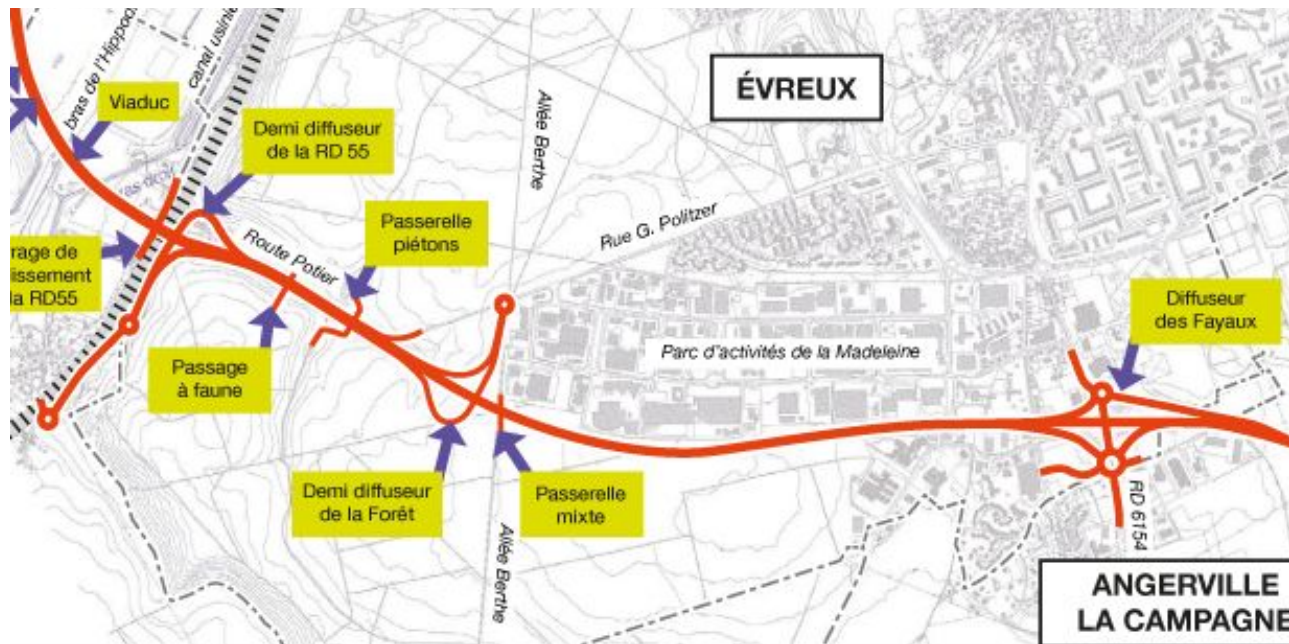 bras de l'Hippod
canal usinie
Viaduc
Demi diffuseur
de la RD 55
Allée Berthe
ÉVREUX
Passerelle
piétons
Rue G. Politzer
Route Potier
rage de
lissement
la RD55
Diffuseur
des Fayaux
Passage
à faune
Parc d'activités de la Madeleine
Demi diffuseur
de la Forêt
Passerelle
mixte
Allée Berthe
RD 6154
ANGERVILLE
LA CAMPAGNE